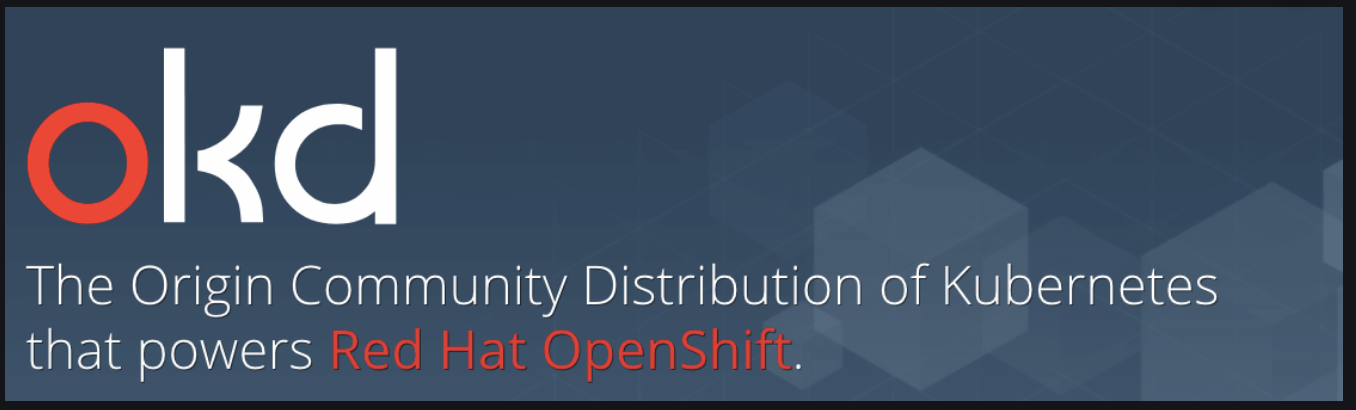 okd
The Origin Community Distribution of Kubernetes
that powers Red Hat OpenShift.